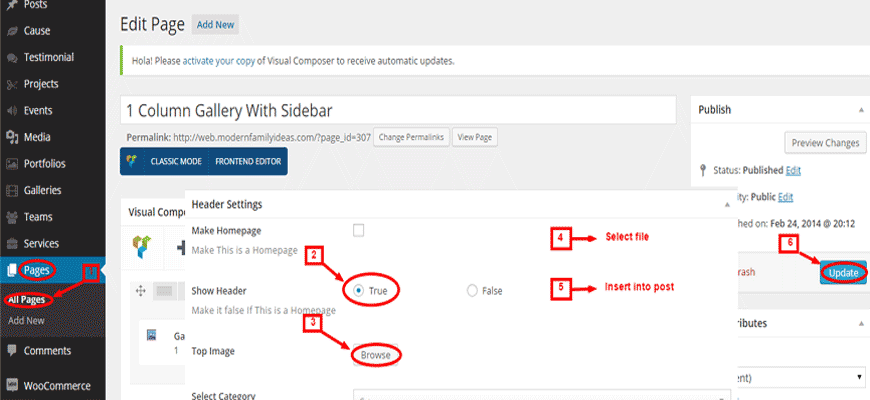 Posts
Cause
Testimonial
Projects
Events
Media
Portfolios
Galleries
Teams
Services
Pages
1
All Pages
Add New
Comments
WooCommerce
Edit Page Add New
Hola! Please activate your copy of Visual Composer to receive automatic updates.
1 Column Gallery With Sidebar
Permalink: http://web.modernfamilyideas.com/?page_id=307 Change Permalinks View Page
CLASSIC MODE FRONTEND EDITOR
Visual Compo
Ga
1
Header Settings
Make Homepage
Make This is a Homepage
2
Show Header
True
False
Make it false If This is a Homepage
3
Top Image
Browse
Select Category
4 Select file
5 Insert into post
Publish
Preview Changes
Status: Published Edit
ity: Public Edit
hed on: Feb 24, 2014 @ 20:12
6
rash
Update
tributes
ent)